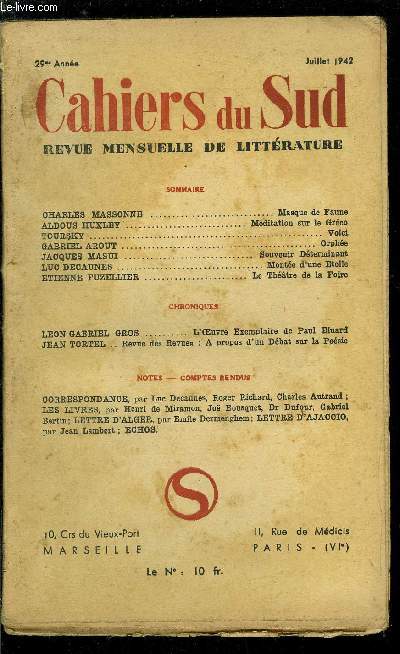 le-livre
29me Année Juillet 1942
Cahiers du Sud
REVUE MENSUELLE DE LITTÉRATURE
SOMMAIRE
CHARLES MASSONNE ........................ Masque de Faune
ALDOUS HUXLEY ........................ Méditation sur le Gréco
TOURSKY ........................ Voici
GABRIEL AROUT ........................ Orphée
JACQUES MASUI ........................ Souvenir Déterminant
LUC DECAUNES ........................ Montée d'une Etoile
ETIENNE FUZELLIER ........................ Le Théâtre de la Foire
CHRONIQUES
LEON-GABRIEL GROS .......... L'Œuvre Exemplaire de Paul Eluard
JEAN TORTEL .. Revue des Revues : A propos d'un Débat sur la Poésie
NOTES — COMPTES RENDUS
CORRESPONDANCE, par Luc Decaunes, Roger Richard, Charles Autrand ;
LES LIVRES, par Henri de Miramon, Joë Bousquet, Dr Dufour, Gabriel
Bertin ; LETTRE D'ALGER, par Emile Dermenghem ; LETTRE D'AJACCIO,
par Jean Lambert ; ECHOS.
S
10, Crs du Vieux-Port 11, Rue de Médicis
MARSEILLE PARIS - (VIe)
Le N° : 10 fr.